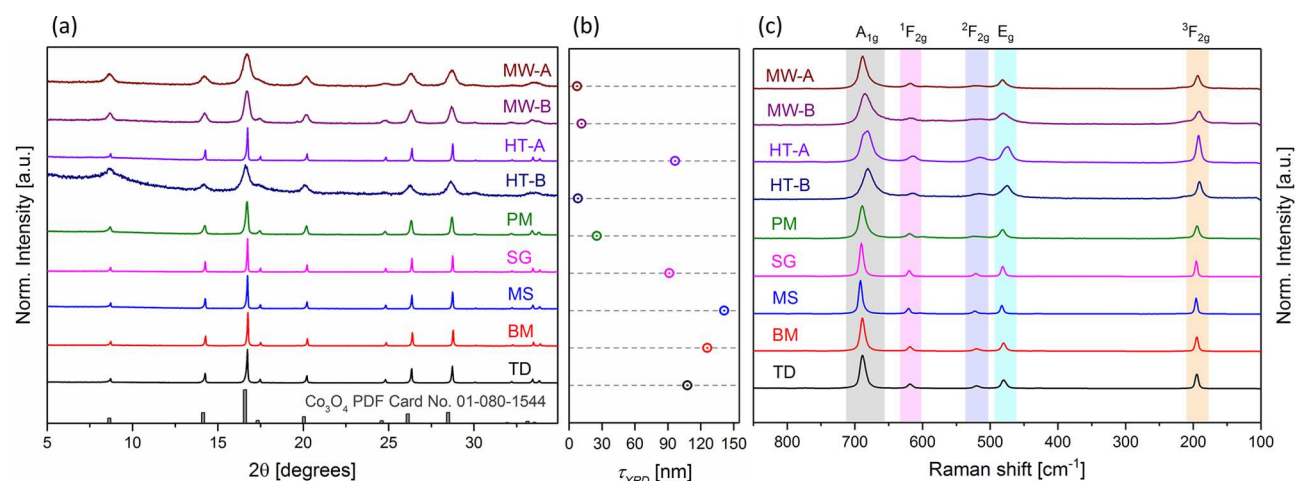 (a)
(b)
(c)
Norm. Intensity [a.u.]
MW-A
MW-B
HT-A
HT-B
PM
SG
MS
BM
TD
Co₃O₄ PDF Card No. 01-080-1544
5 10 15 20 25 30
2θ [degrees]
0 30 60 90 120 150
τXRD [nm]
A1g ¹F2g ²F2g Eg ³F2g
MW-A
MW-B
HT-A
HT-B
PM
SG
MS
BM
TD
800 700 600 500 400 300 200 100
Raman shift [cm⁻¹]
Norm. Intensity [a.u.]